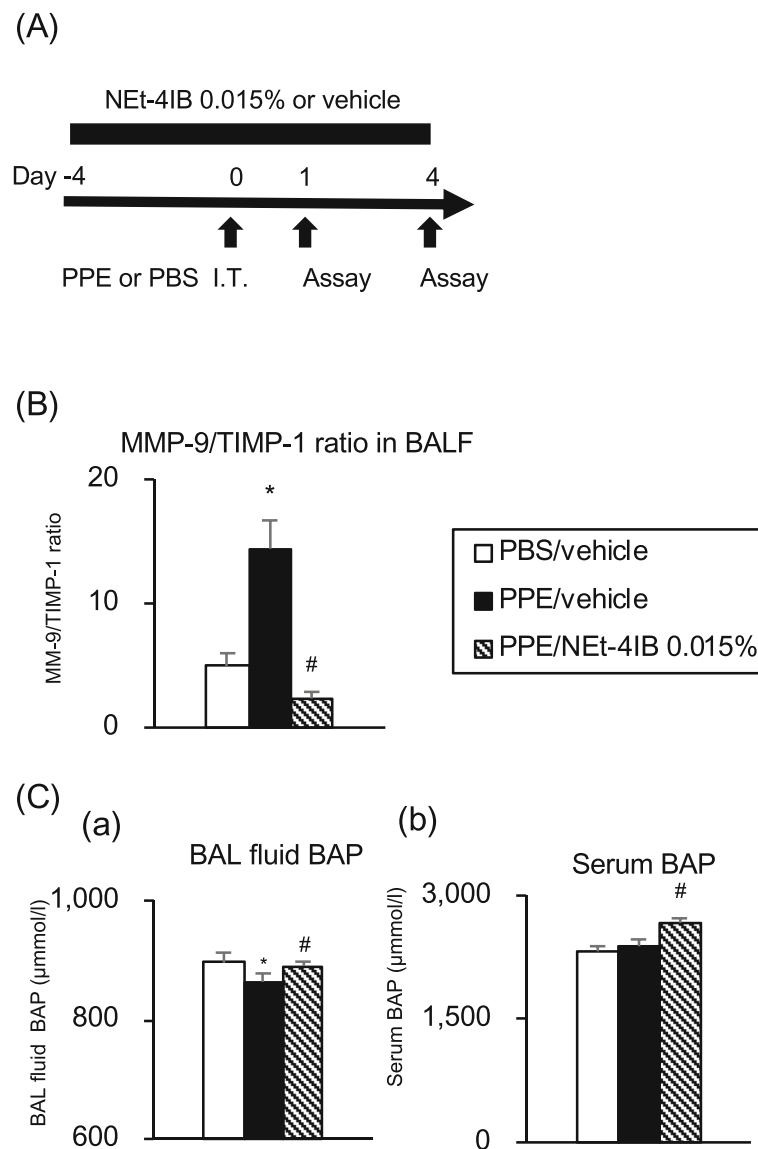 (A)
NEt-4IB 0.015% or vehicle
Day -4 0 1 4
PPE or PBS I.T. Assay Assay
(B)
MMP-9/TIMP-1 ratio in BALF
MM-9/TIMP-1 ratio
20
10
0
*
#
PBS/vehicle
PPE/vehicle
PPE/NEt-4IB 0.015%
(C)
(a)
BAL fluid BAP
BAL fluid BAP (μmmol/l)
1,000
800
600
*
#
(b)
Serum BAP
Serum BAP (μmmol/l)
3,000
1,500
0
#